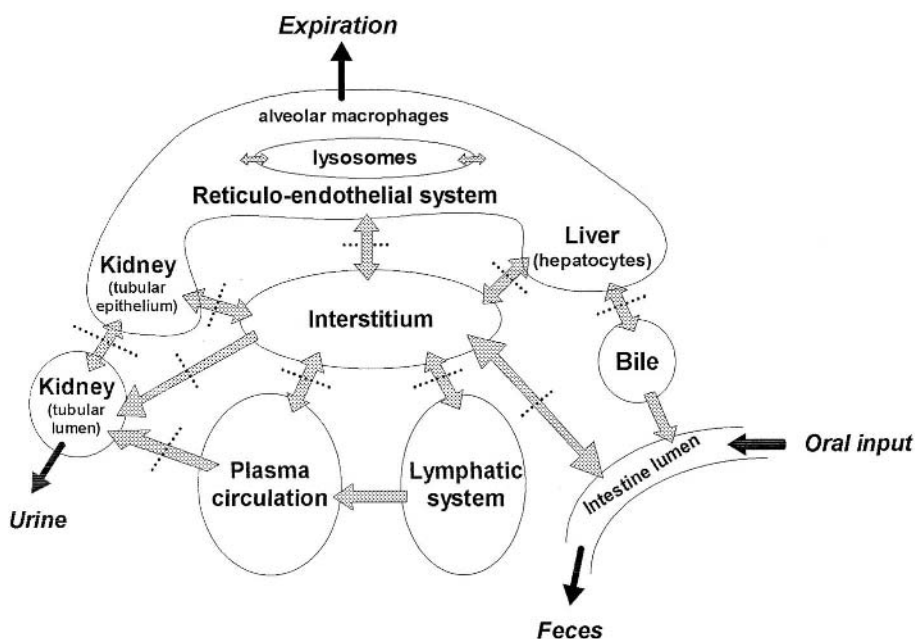 Expiration
alveolar macrophages
lysosomes
Reticulo-endothelial system
Kidney
(tubular
epithelium)
Liver
(hepatocytes)
Interstitium
Kidney
(tubular
lumen)
Bile
Plasma
circulation
Lymphatic
system
Intestine lumen
Oral input
Urine
Feces